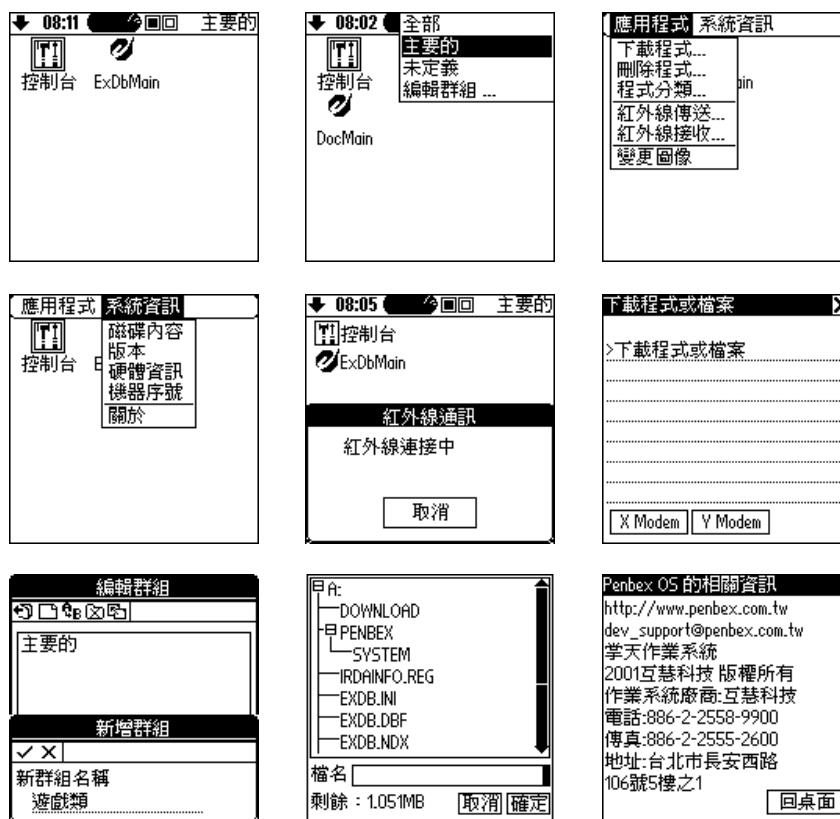 08:11 主要的
控制台 ExDbMain
08:02 全部
主要的
未定義
編輯群組 ...
控制台
DocMain
應用程式 系統資訊
下載程式...
刪除程式...
程式分類...
紅外線傳送...
紅外線接收...
變更圖像
ain
應用程式 系統資訊
磁碟內容
版本
硬體資訊
機器序號
關於
控制台 E
08:05 主要的
控制台
ExDbMain
紅外線通訊
紅外線連接中
取消
下載程式或檔案 X
>下載程式或檔案
X Modem Y Modem
編輯群組
主要的
新增群組
新群組名稱
遊戲類
A:
DOWNLOAD
PENBEX
SYSTEM
IRDAINFO.REG
EXDB.INI
EXDB.DBF
EXDB.NDX
檔名
剩餘：1.051MB 取消 確定
Penbex OS 的相關資訊
http://www.penbex.com.tw
dev_support@penbex.com.tw
掌天作業系統
2001互慧科技 版權所有
作業系統廠商:互慧科技
電話:886-2-2558-9900
傳真:886-2-2555-2600
地址:台北市長安西路
106號5樓之1
回桌面